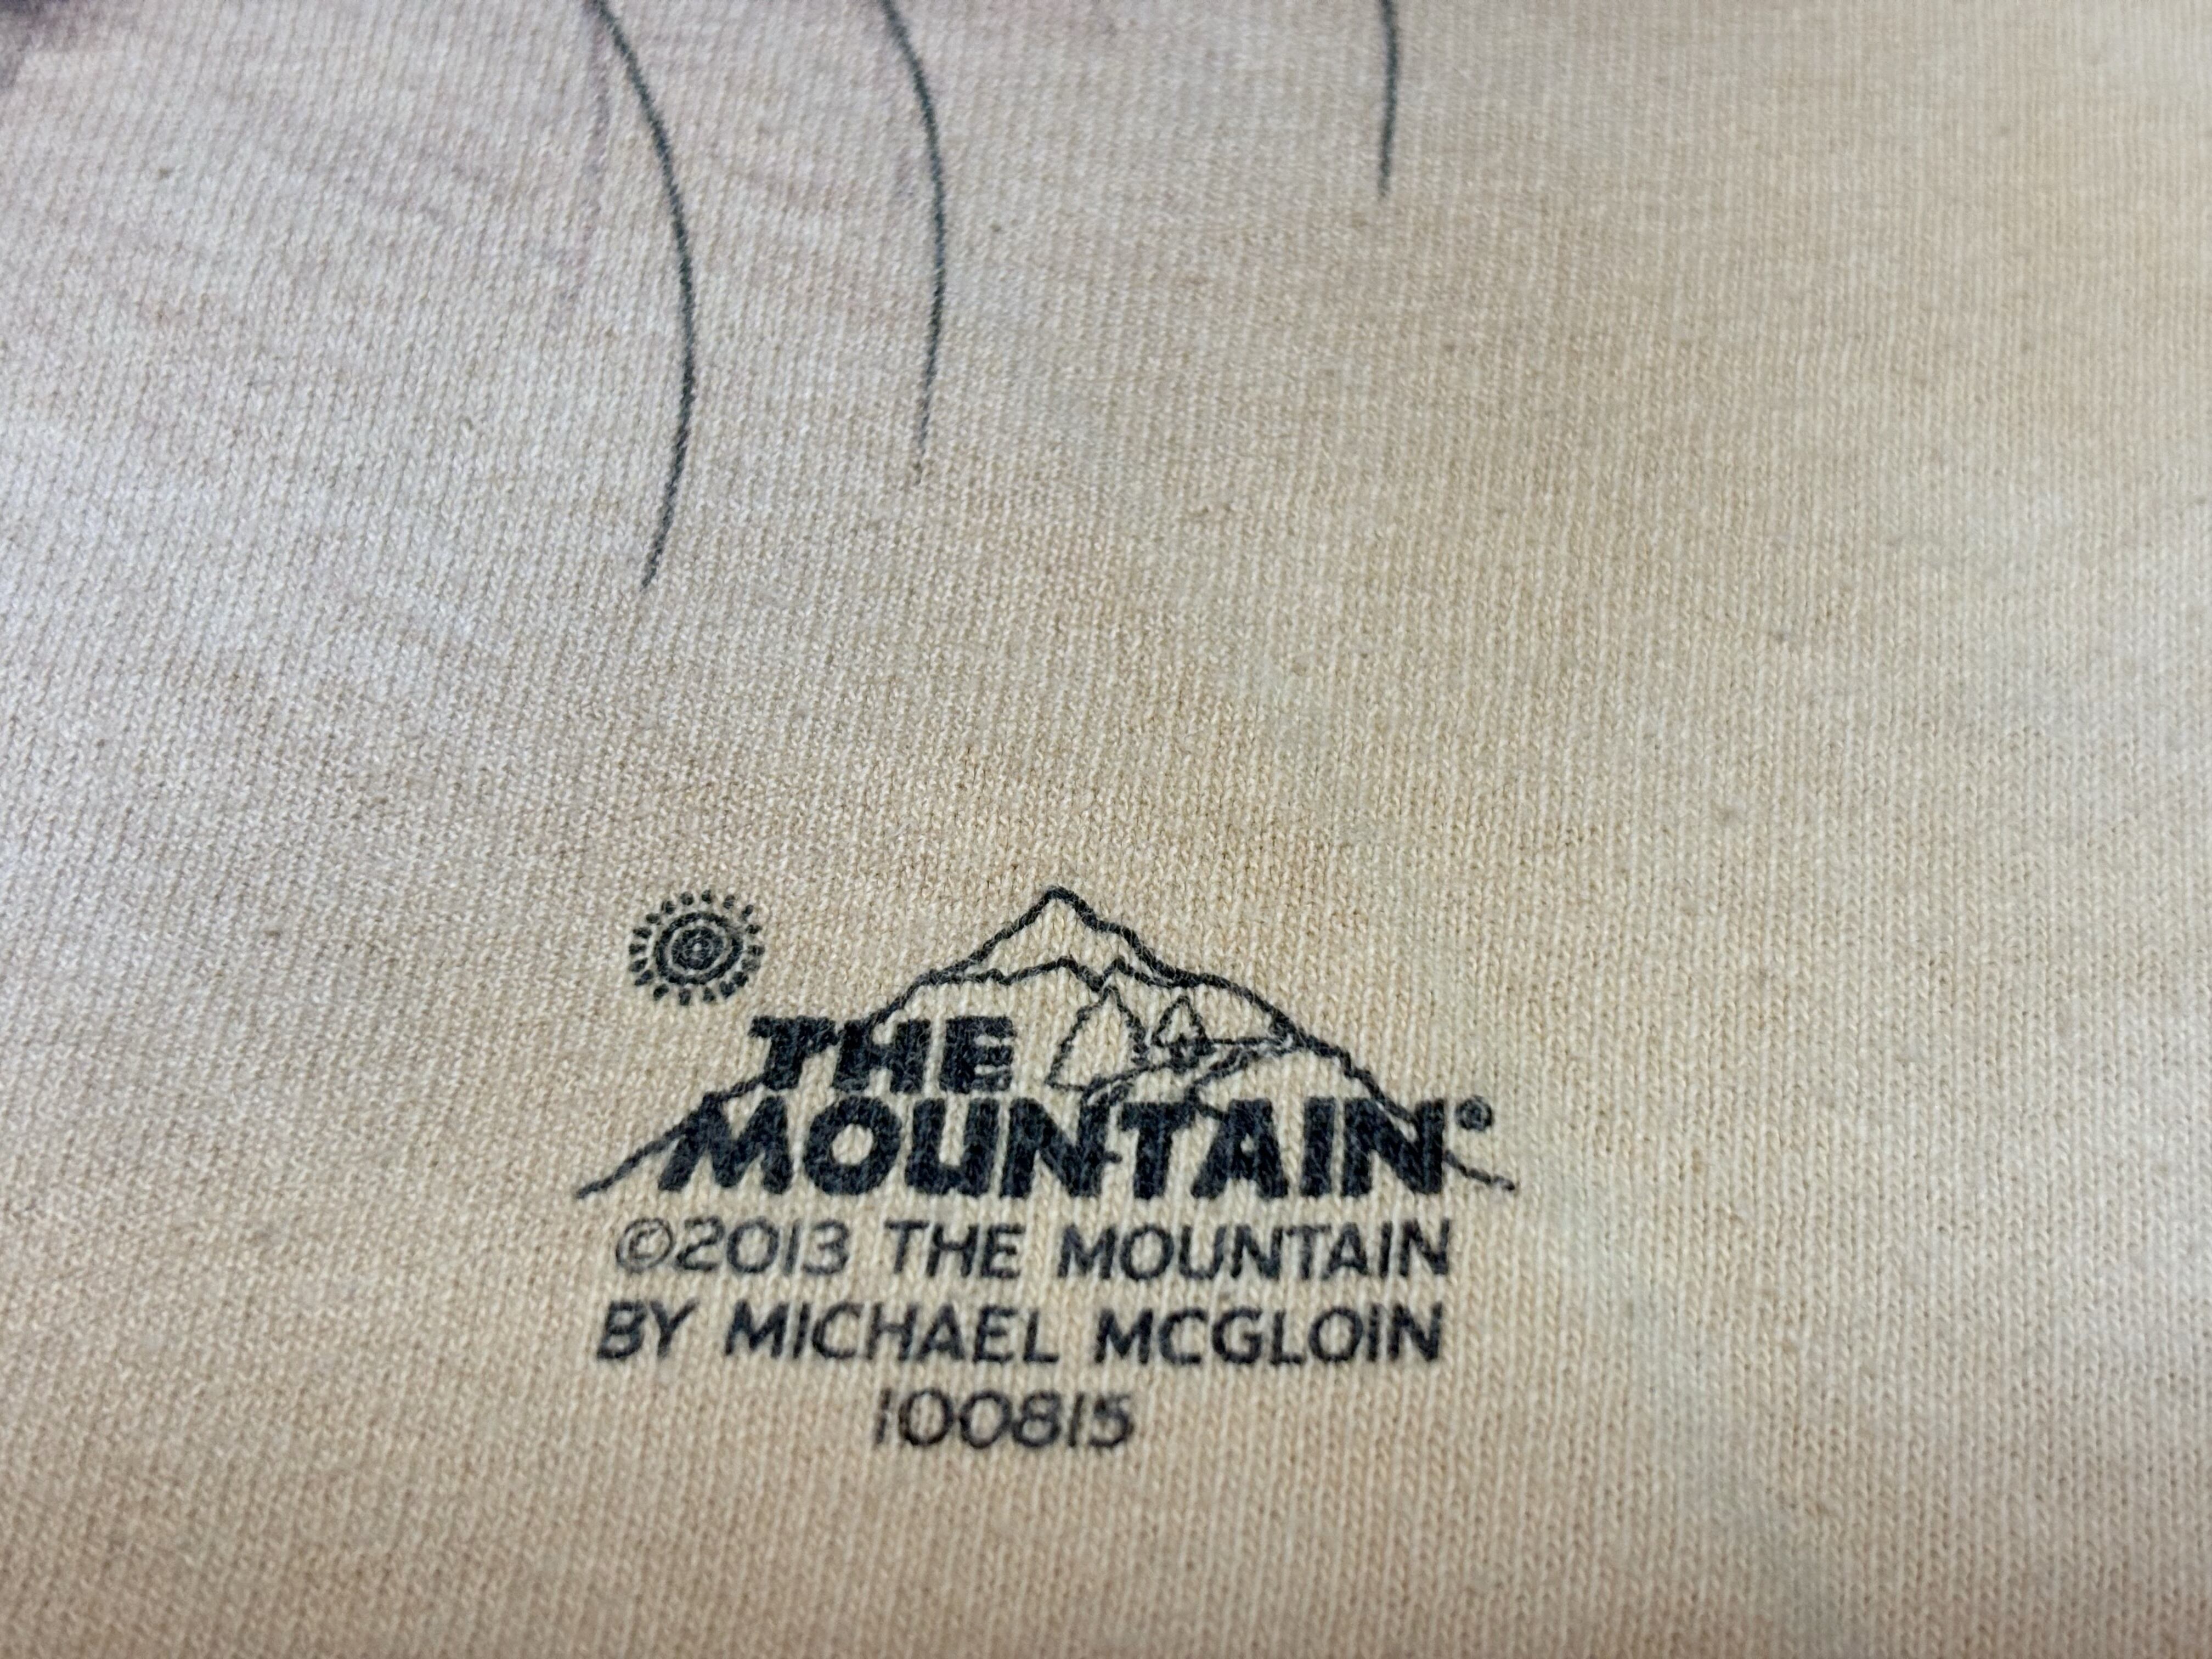 THE
MOUNTAIN®
©2013 THE MOUNTAIN
BY MICHAEL MCGLOIN
100815